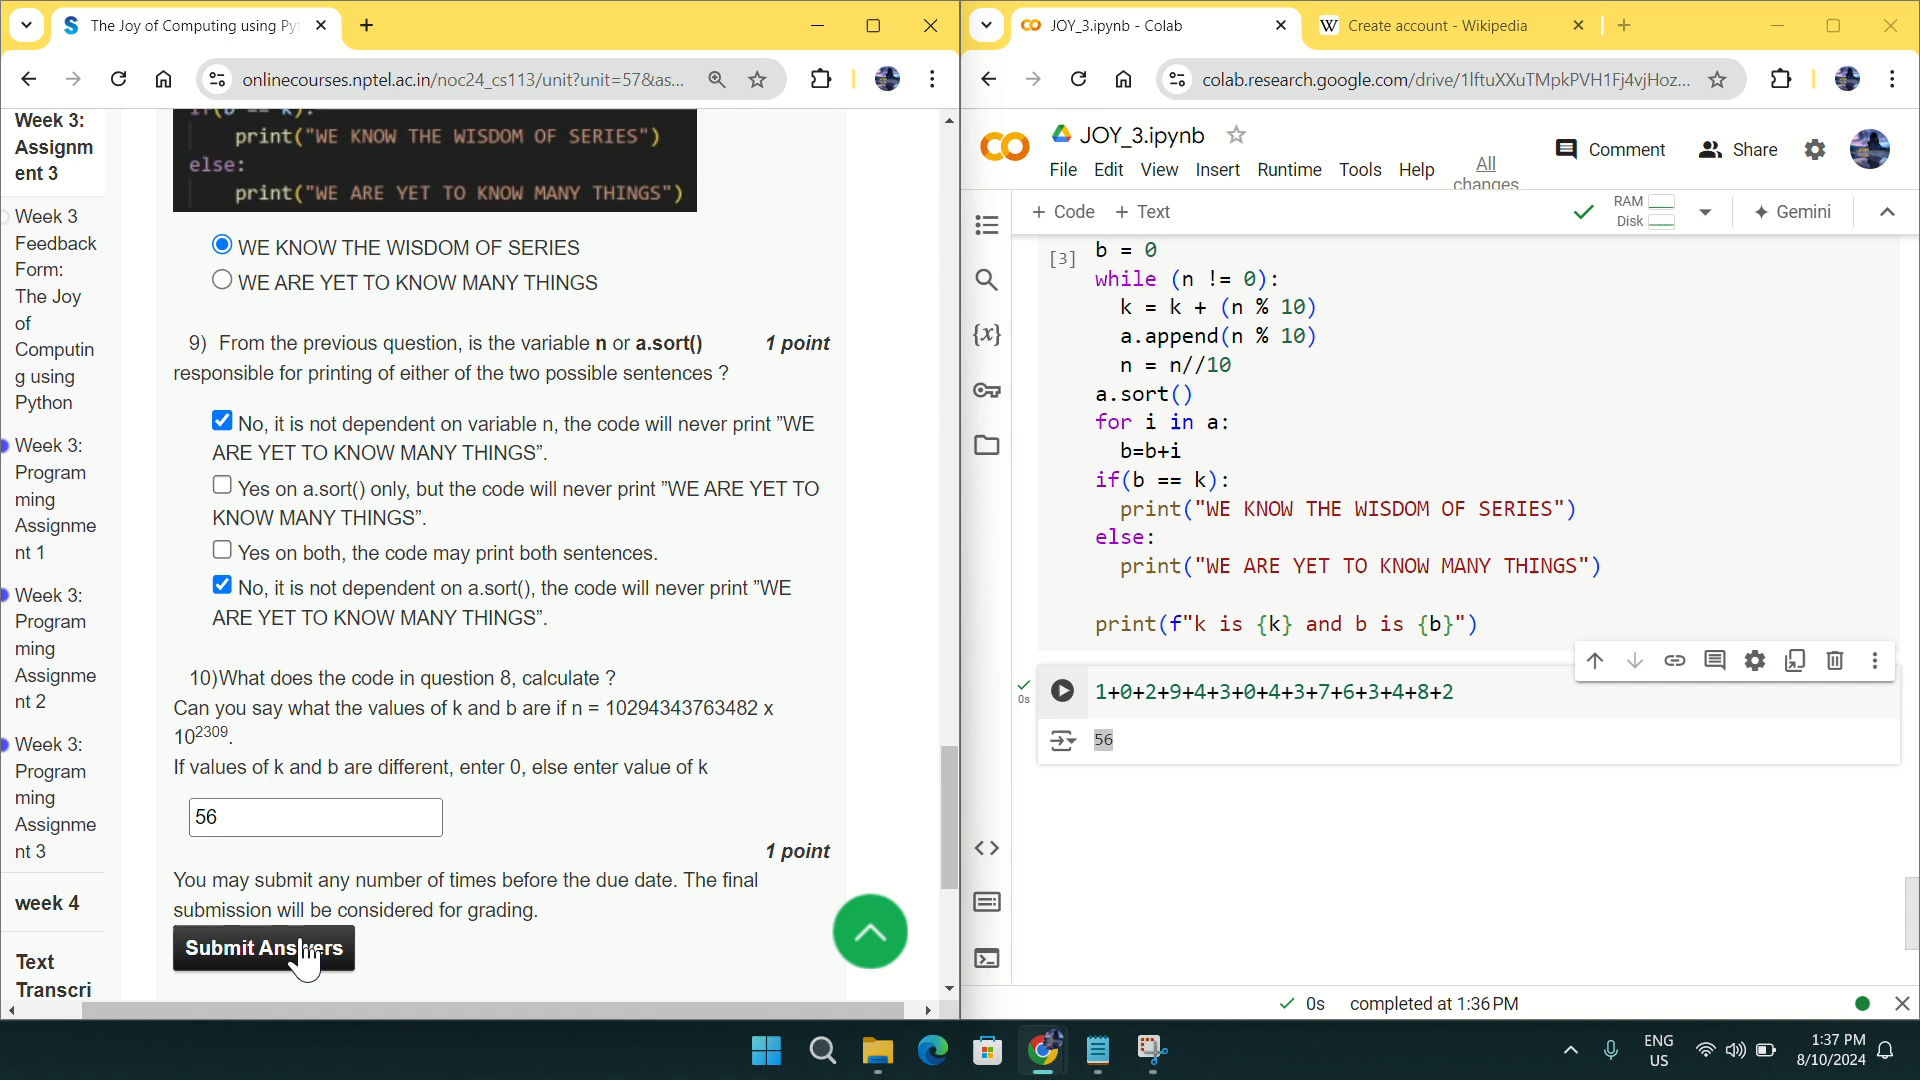 The Joy of Computing using Py
onlinecourses.nptel.ac.in/noc24_cs113/unit?unit=57&as...
Week 3:
Assignm
ent 3
Week 3
Feedback
Form:
The Joy
of
Computin
g using
Python
Week 3:
Program
ming
Assignme
nt 1
Week 3:
Program
ming
Assignme
nt 2
Week 3:
Program
ming
Assignme
nt 3
week 4
Text
Transcri
if(b == k):
print("WE KNOW THE WISDOM OF SERIES")
else:
print("WE ARE YET TO KNOW MANY THINGS")
WE KNOW THE WISDOM OF SERIES
WE ARE YET TO KNOW MANY THINGS
9) From the previous question, is the variable n or a.sort() 1 point
responsible for printing of either of the two possible sentences ?
No, it is not dependent on variable n, the code will never print ”WE
ARE YET TO KNOW MANY THINGS”.
Yes on a.sort() only, but the code will never print ”WE ARE YET TO
KNOW MANY THINGS”.
Yes on both, the code may print both sentences.
No, it is not dependent on a.sort(), the code will never print ”WE
ARE YET TO KNOW MANY THINGS”.
10)What does the code in question 8, calculate ?
Can you say what the values of k and b are if n = 10294343763482 x
10^2309.
If values of k and b are different, enter 0, else enter value of k
56
1 point
You may submit any number of times before the due date. The final
submission will be considered for grading.
Submit Answers
JOY_3.ipynb - Colab
Create account - Wikipedia
colab.research.google.com/drive/1lftuXXuTMpkPVH1Fj4vjHoz...
JOY_3.ipynb
Comment
Share
File Edit View Insert Runtime Tools Help All changes
+ Code + Text
RAM
Disk
Gemini
[3]
b = 0
while (n != 0):
k = k + (n % 10)
a.append(n % 10)
n = n//10
a.sort()
for i in a:
b=b+i
if(b == k):
print("WE KNOW THE WISDOM OF SERIES")
else:
print("WE ARE YET TO KNOW MANY THINGS")
print(f"k is {k} and b is {b}")
0s
1+0+2+9+4+3+0+4+3+7+6+3+4+8+2
56
0s completed at 1:36 PM
ENG
US
1:37 PM
8/10/2024